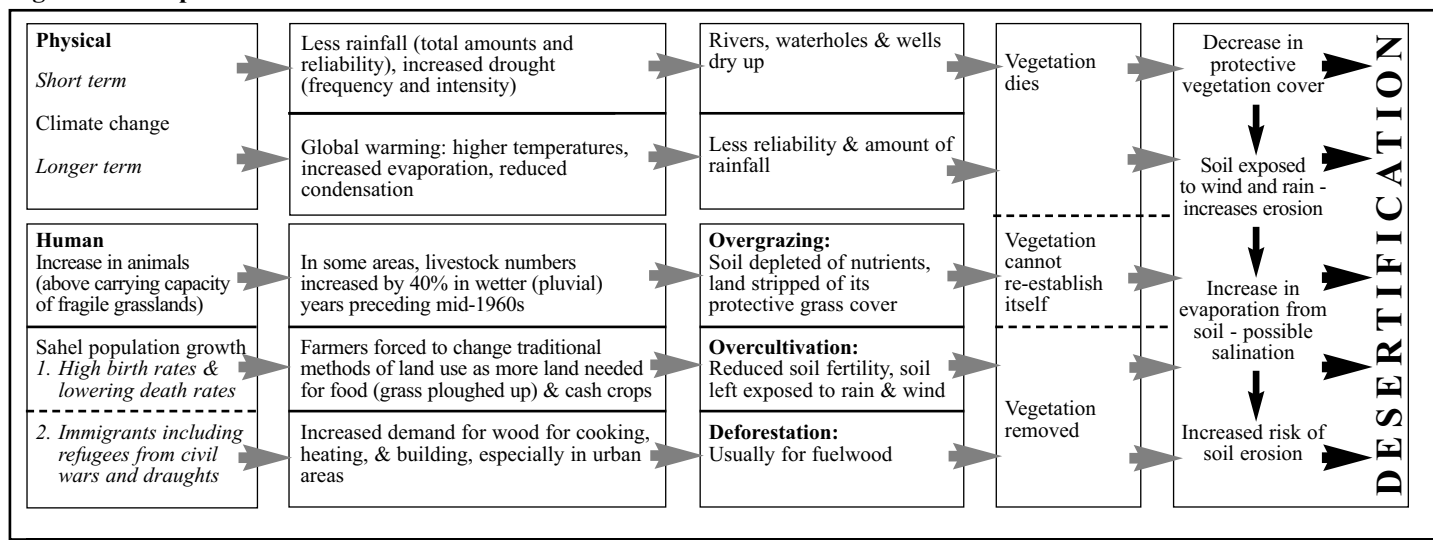 Physical
Short term
Climate change
Longer term
Less rainfall (total amounts and
reliability), increased drought
(frequency and intensity)
Rivers, waterholes & wells
dry up
Global warming: higher temperatures,
increased evaporation, reduced
condensation
Less reliability & amount of
rainfall
Vegetation
dies
Human
Increase in animals
(above carrying capacity
of fragile grasslands)
In some areas, livestock numbers
increased by 40% in wetter (pluvial)
years preceding mid-1960s
Overgrazing:
Soil depleted of nutrients,
land stripped of its
protective grass cover
Vegetation
cannot
re-establish
itself
Sahel population growth
1. High birth rates &
lowering death rates
Farmers forced to change traditional
methods of land use as more land needed
for food (grass ploughed up) & cash crops
Overcultivation:
Reduced soil fertility, soil
left exposed to rain & wind
2. Immigrants including
refugees from civil
wars and draughts
Increased demand for wood for cooking,
heating, & building, especially in urban
areas
Deforestation:
Usually for fuelwood
Vegetation
removed
Decrease in
protective
vegetation cover
Soil exposed
to wind and rain -
increases erosion
Increase in
evaporation from
soil - possible
salination
Increased risk of
soil erosion
DESERTIFICATION